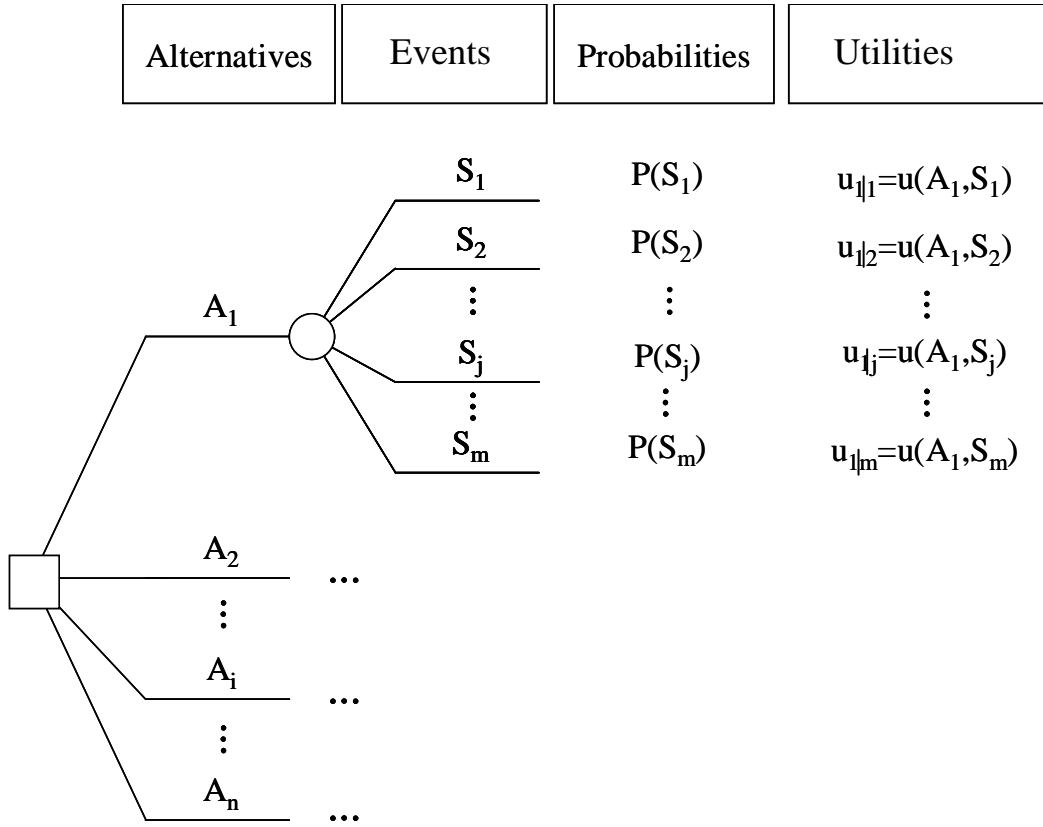 Alternatives Events Probabilities Utilities
S₁ P(S₁) u₁|₁=u(A₁,S₁)
S₂ P(S₂) u₁|₂=u(A₁,S₂)
⋮ ⋮ ⋮
A₁
Sⱼ P(Sⱼ) u₁|ⱼ=u(A₁,Sⱼ)
⋮ ⋮ ⋮
Sₘ P(Sₘ) u₁|ₘ=u(A₁,Sₘ)
A₂ ...
⋮
Aᵢ ...
⋮
Aₙ ...